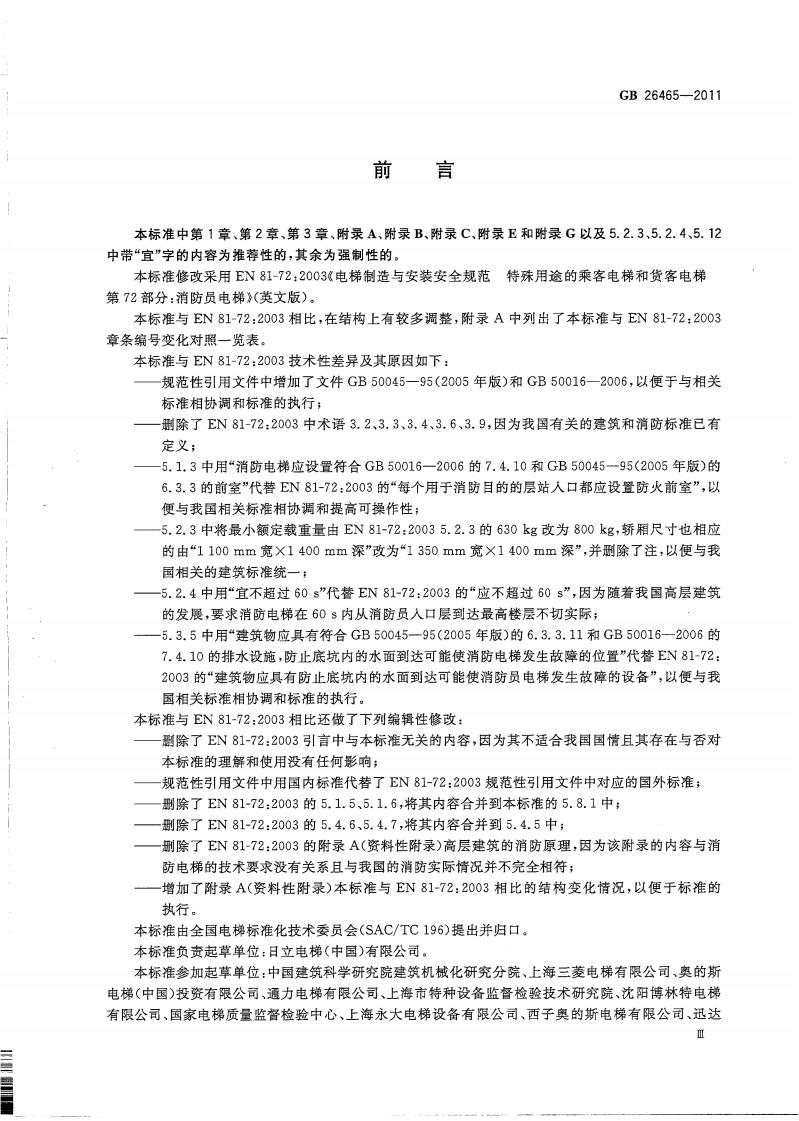 GB 26465—2011
前　言
本标准中第1章、第2章、第3章、附录A、附录B、附录C、附录E和附录G以及5.2.3、5.2.4、5.12
中带“宜”字的内容为推荐性的,其余为强制性的。
本标准修改采用EN 81-72:2003《电梯制造与安装安全规范　特殊用途的乘客电梯和货客电梯
第72部分:消防员电梯》(英文版)。
本标准与EN 81-72:2003相比,在结构上有较多调整,附录A中列出了本标准与EN 81-72:2003
章条编号变化对照一览表。
本标准与EN 81-72:2003技术性差异及其原因如下:
——规范性引用文件中增加了文件GB 50045—95(2005年版)和GB 50016—2006,以便于与相关
标准相协调和标准的执行;
——删除了EN 81-72:2003中术语3.2、3.3、3.4、3.6、3.9,因为我国有关的建筑和消防标准已有
定义;
——5.1.3中用“消防电梯应设置符合GB 50016—2006的7.4.10和GB 50045—95(2005年版)的
6.3.3的前室”代替EN 81-72:2003的“每个用于消防目的的层站入口都应设置防火前室”,以
便与我国相关标准相协调和提高可操作性;
——5.2.3中将最小额定载重量由EN 81-72:2003 5.2.3的630 kg改为800 kg,轿厢尺寸也相应
的由“1 100 mm宽×1 400 mm深”改为“1 350 mm宽×1 400 mm深”,并删除了注,以便与我
国相关的建筑标准统一;
——5.2.4中用“宜不超过60 s”代替EN 81-72:2003的“应不超过60 s”,因为随着我国高层建筑
的发展,要求消防电梯在60 s内从消防员入口层到达最高楼层不切实际;
——5.3.5中用“建筑物应具有符合GB 50045—95(2005年版)的6.3.3.11和GB 50016—2006的
7.4.10的排水设施,防止底坑内的水面到达可能使消防电梯发生故障的位置”代替EN 81-72:
2003的“建筑物应具有防止底坑内的水面到达可能使消防员电梯发生故障的设备”,以便与我
国相关标准相协调和标准的执行。
本标准与EN 81-72:2003相比还做了下列编辑性修改:
——删除了EN 81-72:2003引言中与本标准无关的内容,因为其不适合我国国情且其存在与否对
本标准的理解和使用没有任何影响;
——规范性引用文件中用国内标准代替了EN 81-72:2003规范性引用文件中对应的国外标准;
——删除了EN 81-72:2003的5.1.5、5.1.6,将其内容合并到本标准的5.8.1中;
——删除了EN 81-72:2003的5.4.6、5.4.7,将其内容合并到5.4.5中;
——删除了EN 81-72:2003的附录A(资料性附录)高层建筑的消防原理,因为该附录的内容与消
防电梯的技术要求没有关系且与我国的消防实际情况并不完全相符;
——增加了附录A(资料性附录)本标准与EN 81-72:2003相比的结构变化情况,以便于标准的
执行。
本标准由全国电梯标准化技术委员会(SAC/TC 196)提出并归口。
本标准负责起草单位:日立电梯(中国)有限公司。
本标准参加起草单位:中国建筑科学研究院建筑机械化研究分院、上海三菱电梯有限公司、奥的斯
电梯(中国)投资有限公司、通力电梯有限公司、上海市特种设备监督检验技术研究院、沈阳博林特电梯
有限公司、国家电梯质量监督检验中心、上海永大电梯设备有限公司、西子奥的斯电梯有限公司、迅达
Ⅲ